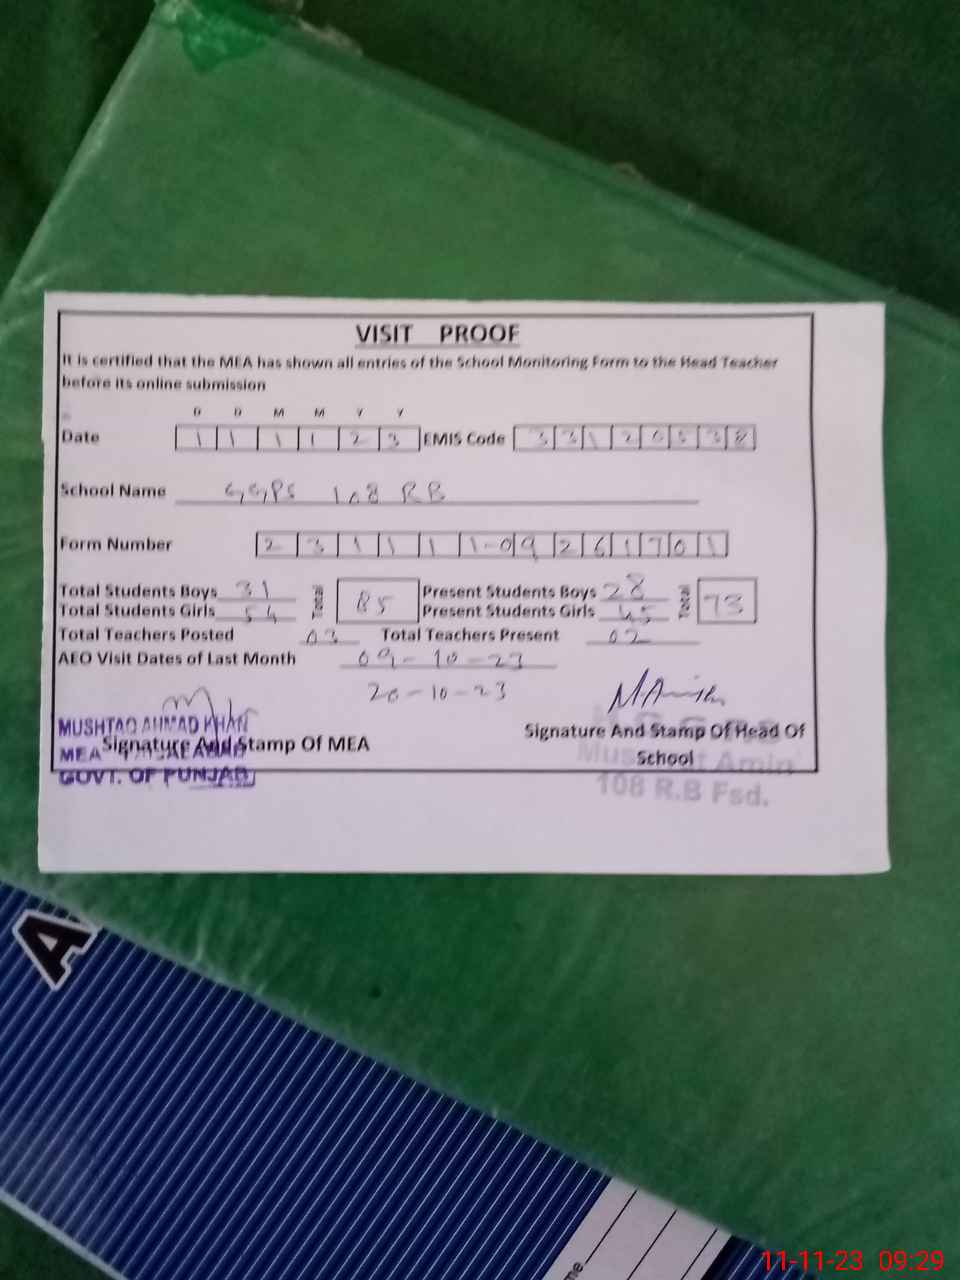 VISIT PROOF
It is certified that the MEA has shown all entries of the School Monitoring Form to the Head Teacher
before its online submission
D D M M Y Y
Date 1 1 1 1 2 3 EMIS Code 3 3 1 2 0 5 3 8
School Name GGPS 108 RB
Form Number 2 3 1 1 1 1-0 9 2 6 1 7 0 1
Total Students Boys 31 Total 85 Present Students Boys 28 Total 73
Total Students Girls 54 Present Students Girls 45
Total Teachers Posted 03 Total Teachers Present 02
AEO Visit Dates of Last Month 09-10-23
20-10-23
M.Amin
MUSHTAQ AHMAD KHAN
Signature And Stamp Of MEA
MEA FAISALABAD
GOVT. OF PUNJAB
Signature And Stamp Of Head Of
School
Amin
108 R.B Fsd.
A
me
11-11-23 09:29